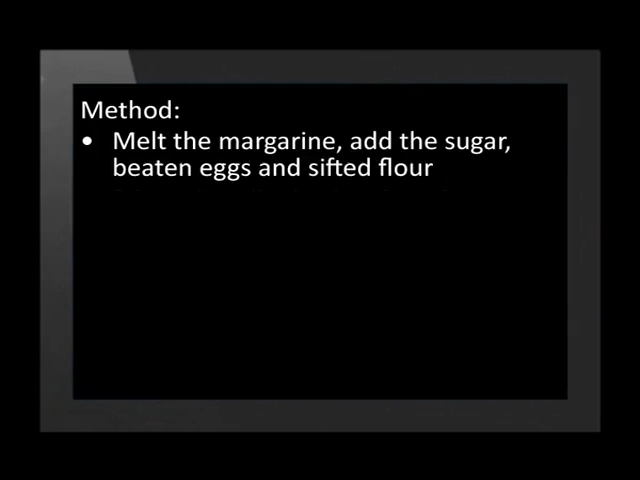 Method:
• Melt the margarine, add the sugar,
beaten eggs and sifted flour